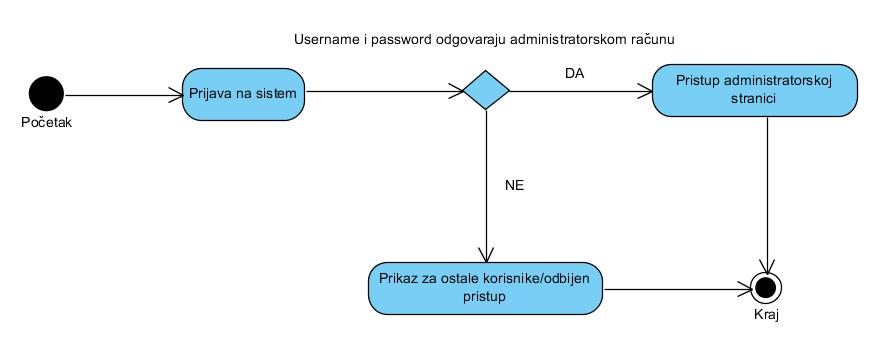 Username i password odgovaraju administratorskom računu
Početak
Prijava na sistem
DA
Pristup administratorskoj
stranici
NE
Prikaz za ostale korisnike/odbijen
pristup
Kraj